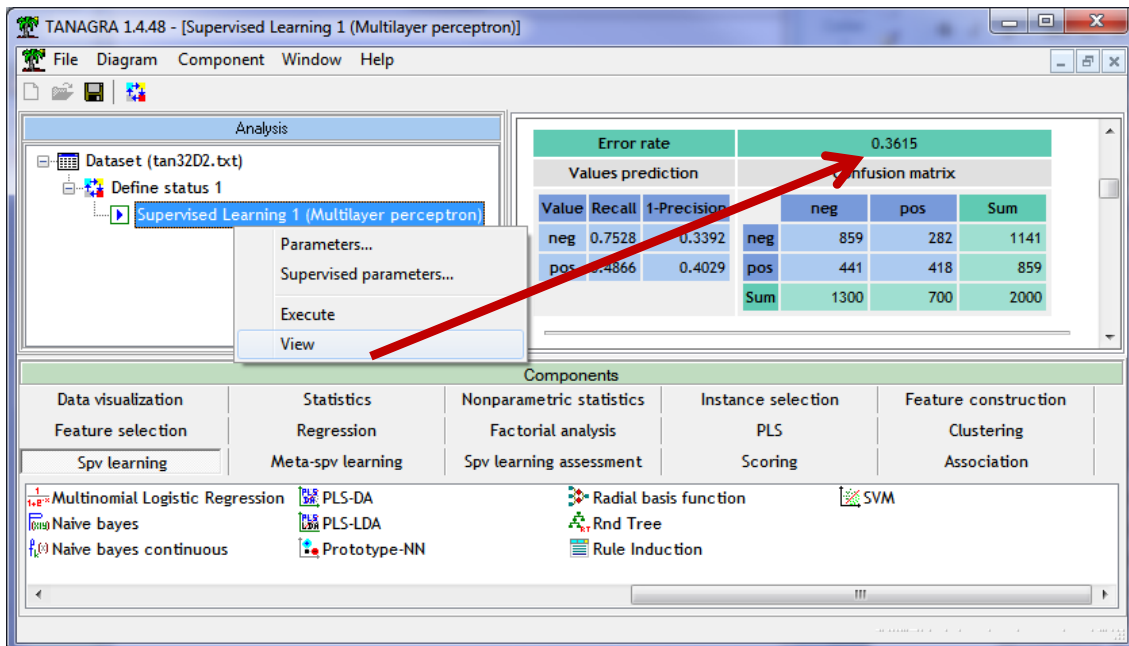 TANAGRA 1.4.48 - [Supervised Learning 1 (Multilayer perceptron)]
File Diagram Component Window Help
Analysis
Dataset (tan32D2.txt)
Define status 1
Supervised Learning 1 (Multilayer perceptron)
Parameters...
Supervised parameters...
Execute
View
Error rate 0.3615
Values prediction Confusion matrix
Value Recall 1-Precision neg pos Sum
neg 0.7528 0.3392 neg 859 282 1141
pos 0.4866 0.4029 pos 441 418 859
Sum 1300 700 2000
Components
Data visualization Statistics Nonparametric statistics Instance selection Feature construction
Feature selection Regression Factorial analysis PLS Clustering
Spv learning Meta-spv learning Spv learning assessment Scoring Association
Multinomial Logistic Regression PLS-DA Radial basis function SVM
Naive bayes PLS-LDA Rnd Tree
Naive bayes continuous Prototype-NN Rule Induction